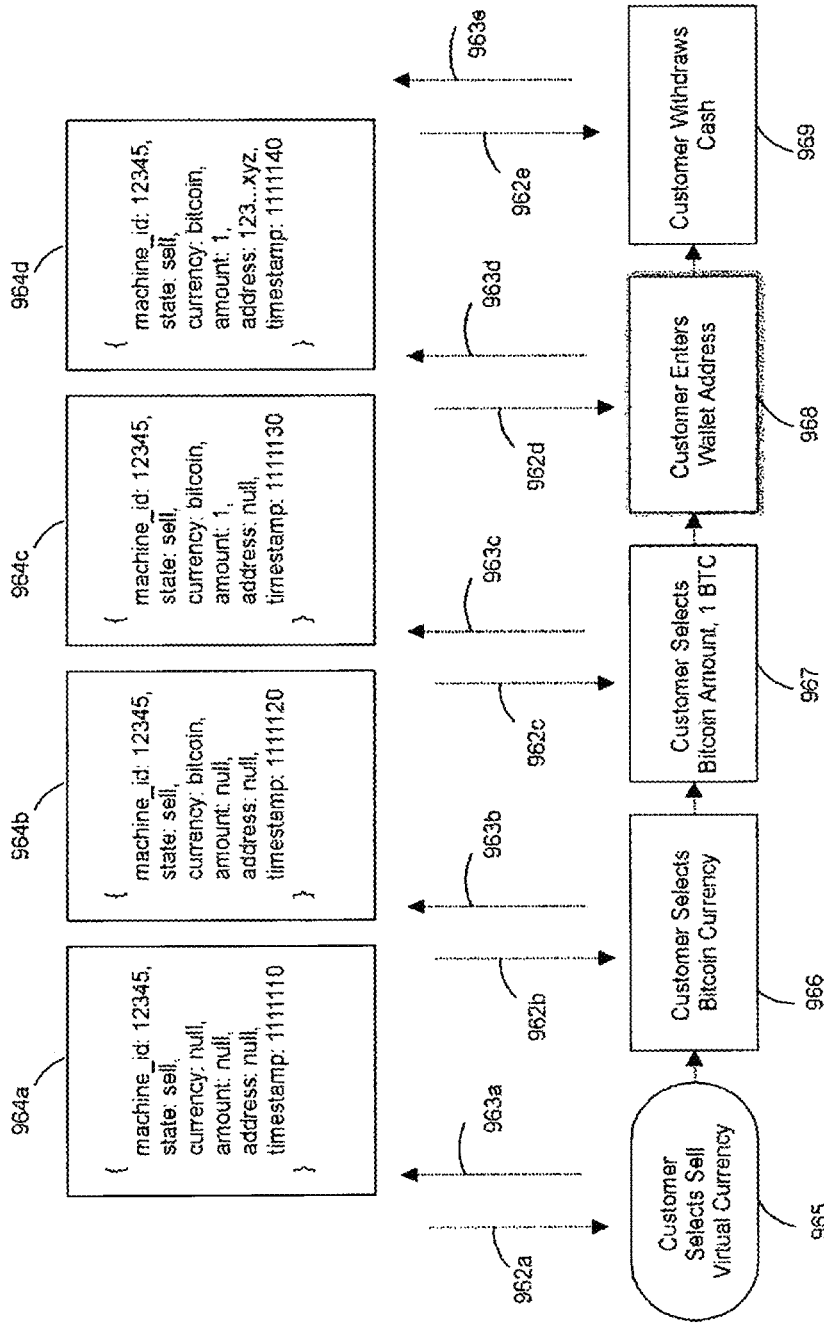 964a
964b
964c
964d
{
machine_id: 12345,
state: sell,
currency: null,
amount: null,
address: null,
timestamp: 1111110
}
{
machine_id: 12345,
state: sell,
currency: bitcoin,
amount: null,
address: null,
timestamp: 1111120
}
{
machine_id: 12345,
state: sell,
currency: bitcoin,
amount: 1,
address: null,
timestamp: 1111130
}
{
machine_id: 12345,
state: sell,
currency: bitcoin,
amount: 1,
address: 123...xyz,
timestamp: 1111140
}
962a
963a
962b
963b
962c
963c
962d
963d
962e
963e
Customer
Selects Sell
Virtual Currency
Customer Selects
Bitcoin Currency
Customer Selects
Bitcoin Amount, 1 BTC
Customer Enters
Wallet Address
Customer Withdraws
Cash
965
966
967
968
969